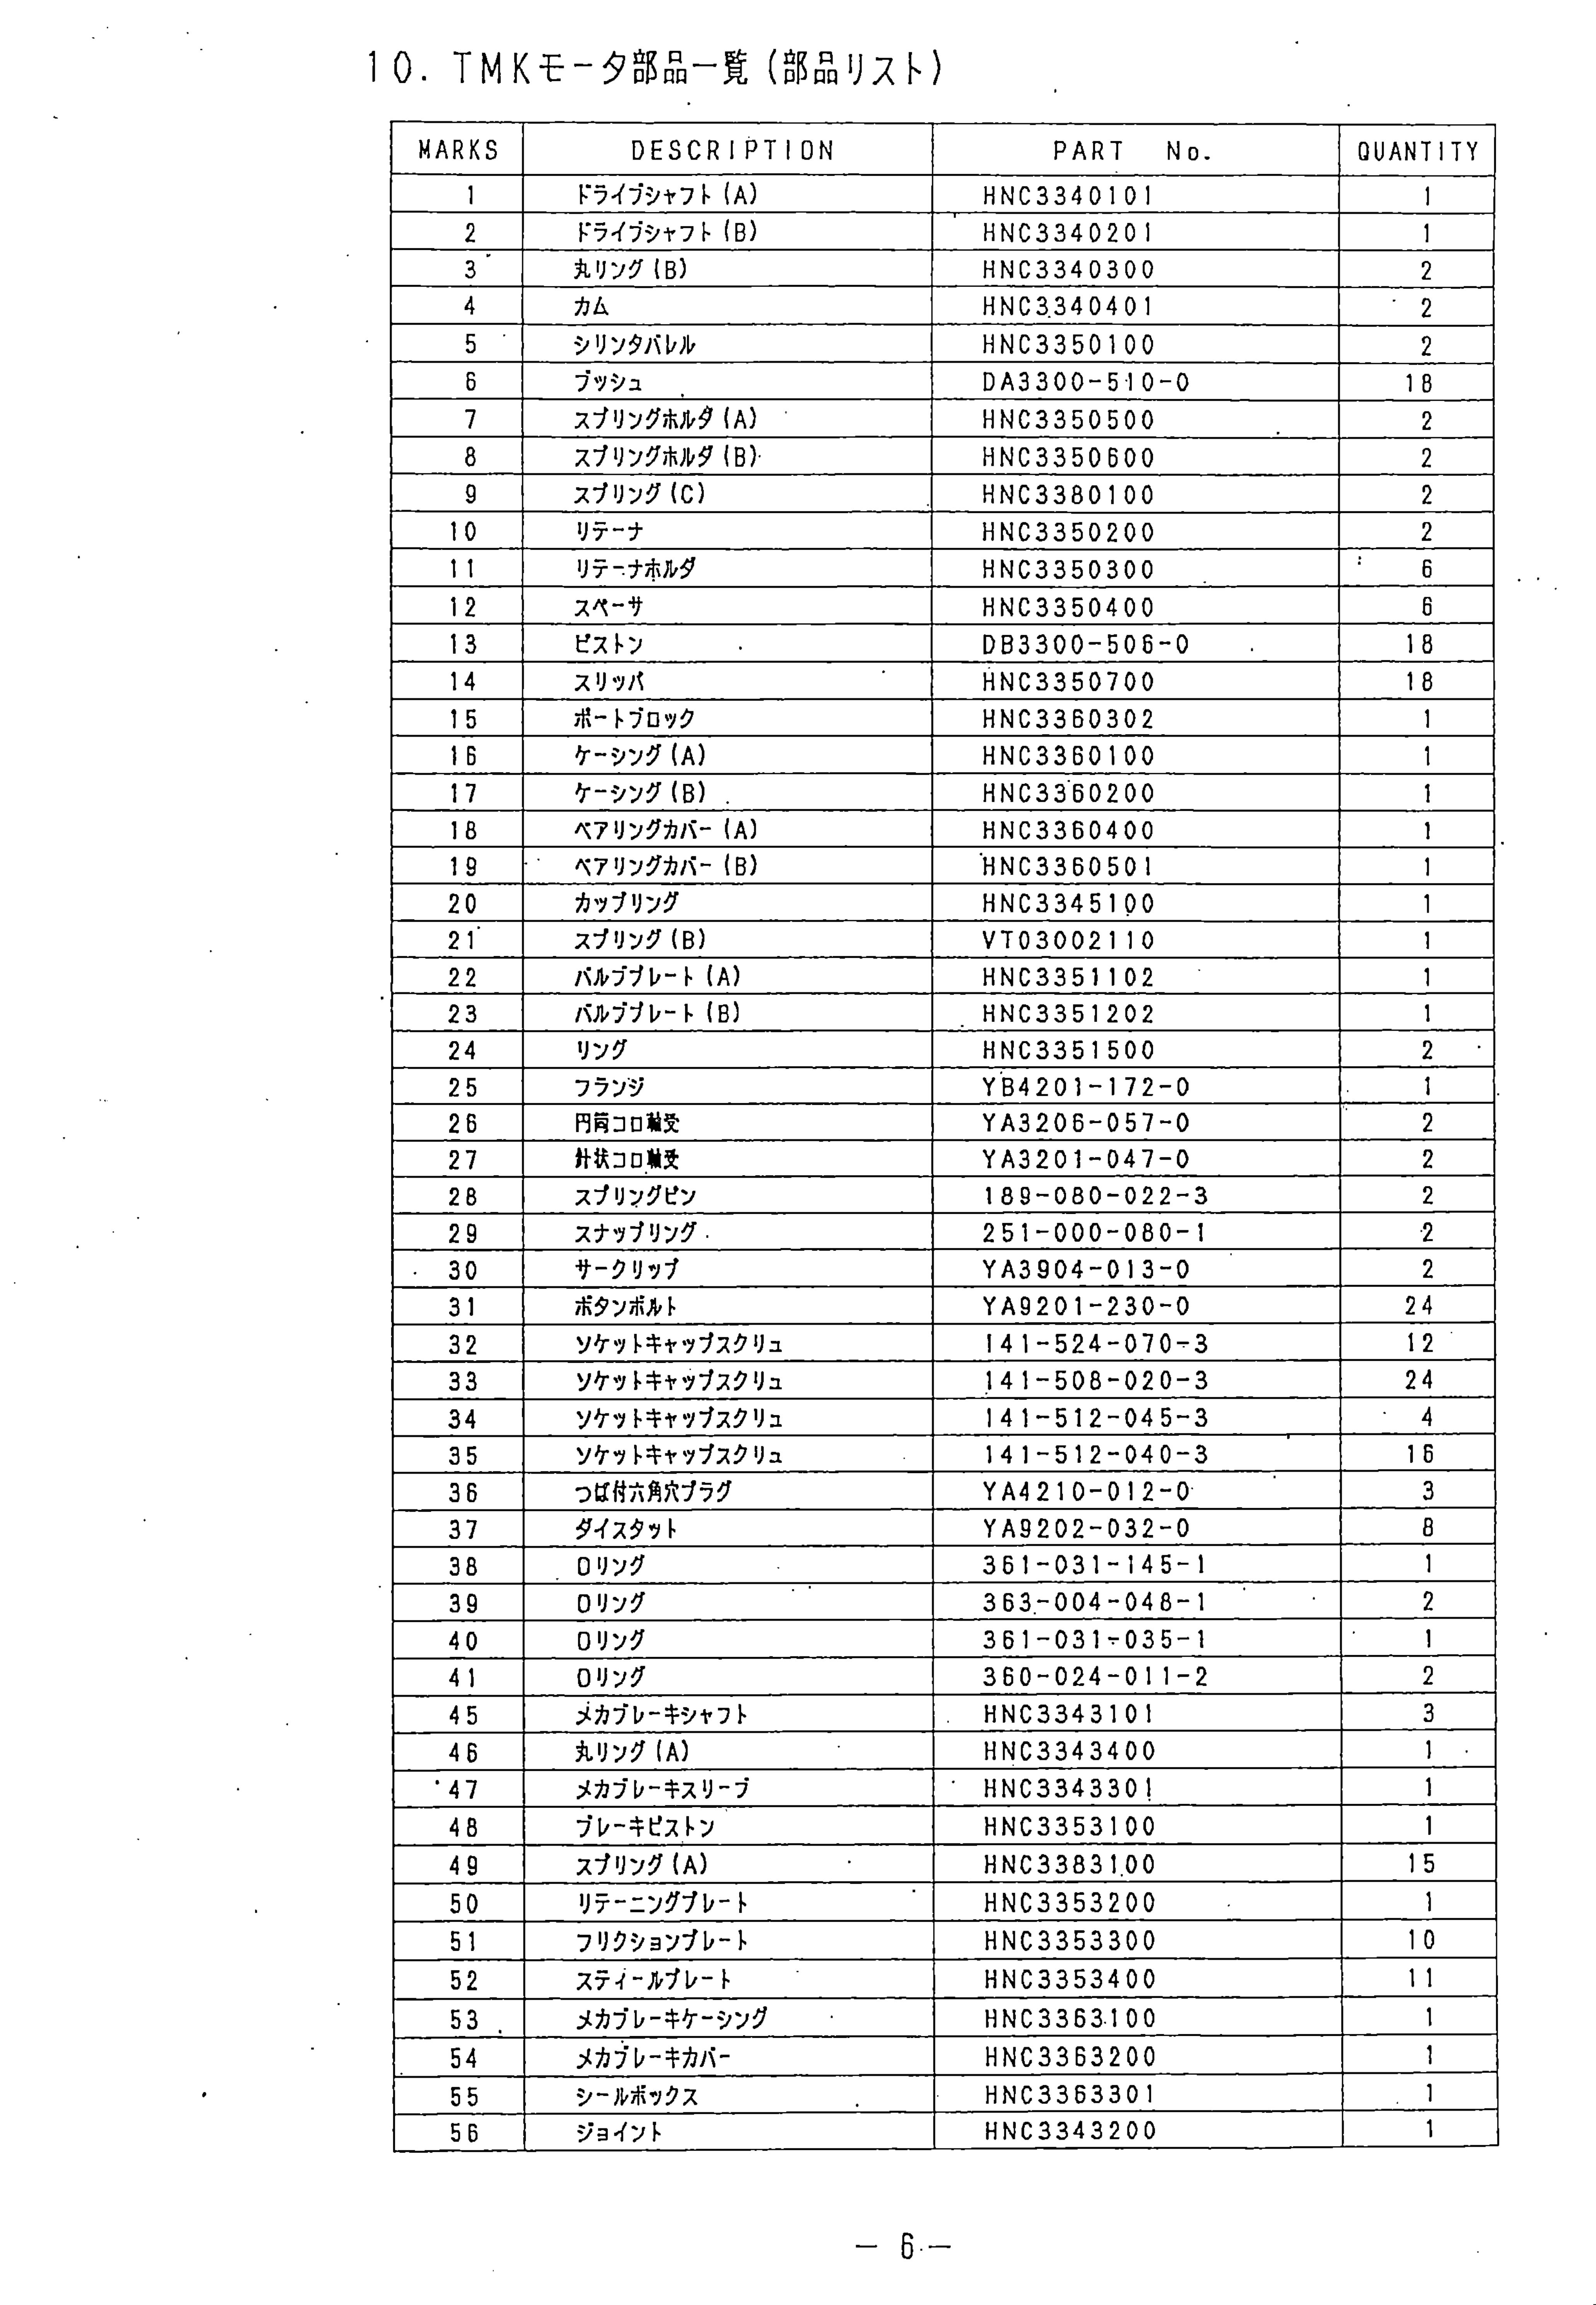 10. TMKモータ部品一覧(部品リスト)
MARKS DESCRIPTION PART No. QUANTITY
1 ドライブシャフト(A) HNC3340101 1
2 ドライブシャフト(B) HNC3340201 1
3 丸リング(B) HNC3340300 2
4 カム HNC3340401 2
5 シリンダバレル HNC3350100 2
6 ブッシュ DA3300-510-0 18
7 スプリングホルダ(A) HNC3350500 2
8 スプリングホルダ(B) HNC3350600 2
9 スプリング(C) HNC3380100 2
10 リテーナ HNC3350200 2
11 リテーナホルダ HNC3350300 6
12 スペーサ HNC3350400 6
13 ピストン DB3300-506-0 18
14 スリッパ HNC3350700 18
15 ポートブロック HNC3360302 1
16 ケーシング(A) HNC3360100 1
17 ケーシング(B) HNC3360200 1
18 ベアリングカバー(A) HNC3360400 1
19 ベアリングカバー(B) HNC3360501 1
20 カップリング HNC3345100 1
21 スプリング(B) VT03002110 1
22 バルブプレート(A) HNC3351102 1
23 バルブプレート(B) HNC3351202 1
24 リング HNC3351500 2
25 フランジ YB4201-172-0 1
26 円筒コロ軸受 YA3206-057-0 2
27 針状コロ軸受 YA3201-047-0 2
28 スプリングピン 189-080-022-3 2
29 スナップリング 251-000-080-1 2
30 サークリップ YA3904-013-0 2
31 ボタンボルト YA9201-230-0 24
32 ソケットキャップスクリュ 141-524-070-3 12
33 ソケットキャップスクリュ 141-508-020-3 24
34 ソケットキャップスクリュ 141-512-045-3 4
35 ソケットキャップスクリュ 141-512-040-3 16
36 つば付六角穴プラグ YA4210-012-0 3
37 ダイスタット YA9202-032-0 8
38 Oリング 361-031-145-1 1
39 Oリング 363-004-048-1 2
40 Oリング 361-031-035-1 1
41 Oリング 360-024-011-2 2
45 メカブレーキシャフト HNC3343101 3
46 丸リング(A) HNC3343400 1
47 メカブレーキスリーブ HNC3343301 1
48 ブレーキピストン HNC3353100 1
49 スプリング(A) HNC3383100 15
50 リテーニングプレート HNC3353200 1
51 フリクションプレート HNC3353300 10
52 スティールプレート HNC3353400 11
53 メカブレーキケーシング HNC3363100 1
54 メカブレーキカバー HNC3363200 1
55 シールボックス HNC3363301 1
56 ジョイント HNC3343200 1
- 6 -